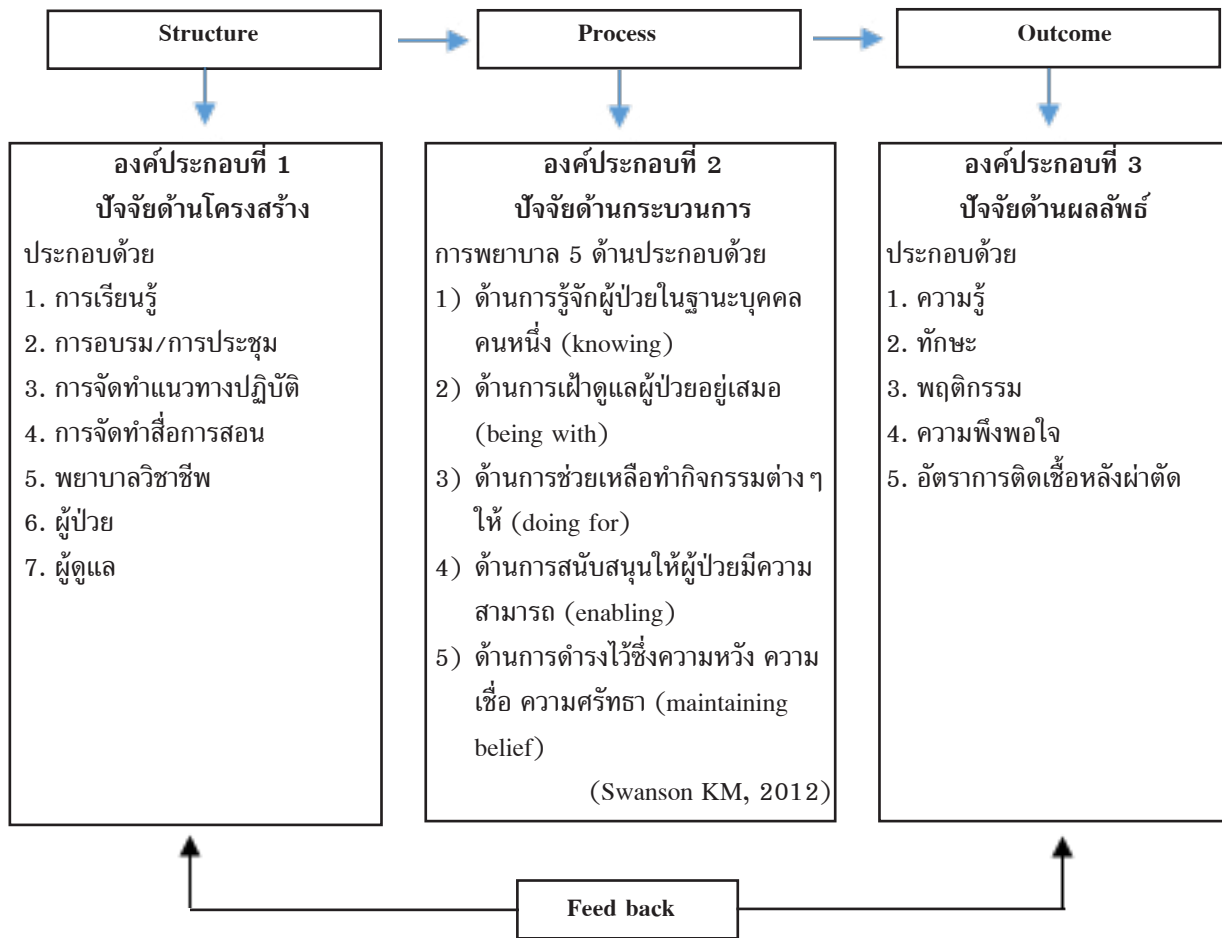 Structure
Process
Outcome
องค์ประกอบที่ 1
ปัจจัยด้านโครงสร้าง
ประกอบด้วย
1. การเรียนรู้
2. การอบรม/การประชุม
3. การจัดทำแนวทางปฏิบัติ
4. การจัดทำสื่อการสอน
5. พยาบาลวิชาชีพ
6. ผู้ป่วย
7. ผู้ดูแล
องค์ประกอบที่ 2
ปัจจัยด้านกระบวนการ
การพยาบาล 5 ด้านประกอบด้วย
1) ด้านการรู้จักผู้ป่วยในฐานะบุคคล
คนหนึ่ง (knowing)
2) ด้านการเฝ้าดูแลผู้ป่วยอยู่เสมอ
(being with)
3) ด้านการช่วยเหลือทำกิจกรรมต่าง ๆ
ให้ (doing for)
4) ด้านการสนับสนุนให้ผู้ป่วยมีความ
สามารถ (enabling)
5) ด้านการดำรงไว้ซึ่งความหวัง ความ
เชื่อ ความศรัทธา (maintaining
belief)
(Swanson KM, 2012)
องค์ประกอบที่ 3
ปัจจัยด้านผลลัพธ์
ประกอบด้วย
1. ความรู้
2. ทักษะ
3. พฤติกรรม
4. ความพึงพอใจ
5. อัตราการติดเชื้อหลังผ่าตัด
Feed back